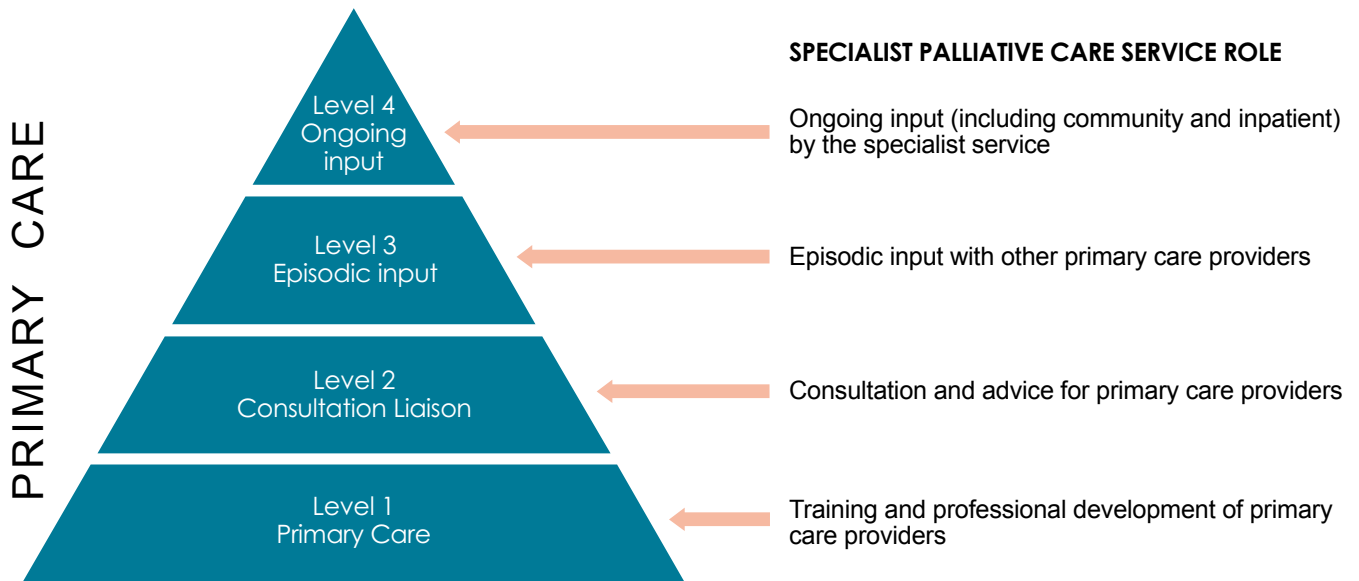 PRIMARY CARE
SPECIALIST PALLIATIVE CARE SERVICE ROLE
Level 4
Ongoing
input
Ongoing input (including community and inpatient)
by the specialist service
Level 3
Episodic input
Episodic input with other primary care providers
Level 2
Consultation Liaison
Consultation and advice for primary care providers
Level 1
Primary Care
Training and professional development of primary
care providers